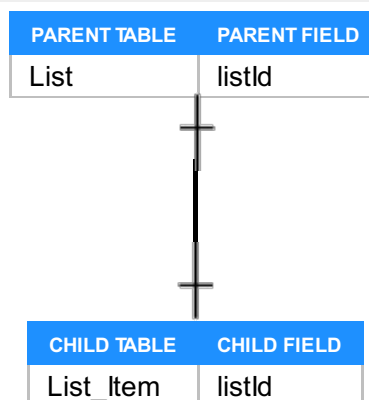 PARENT TABLE PARENT FIELD
List listId
CHILD TABLE CHILD FIELD
List_Item listId